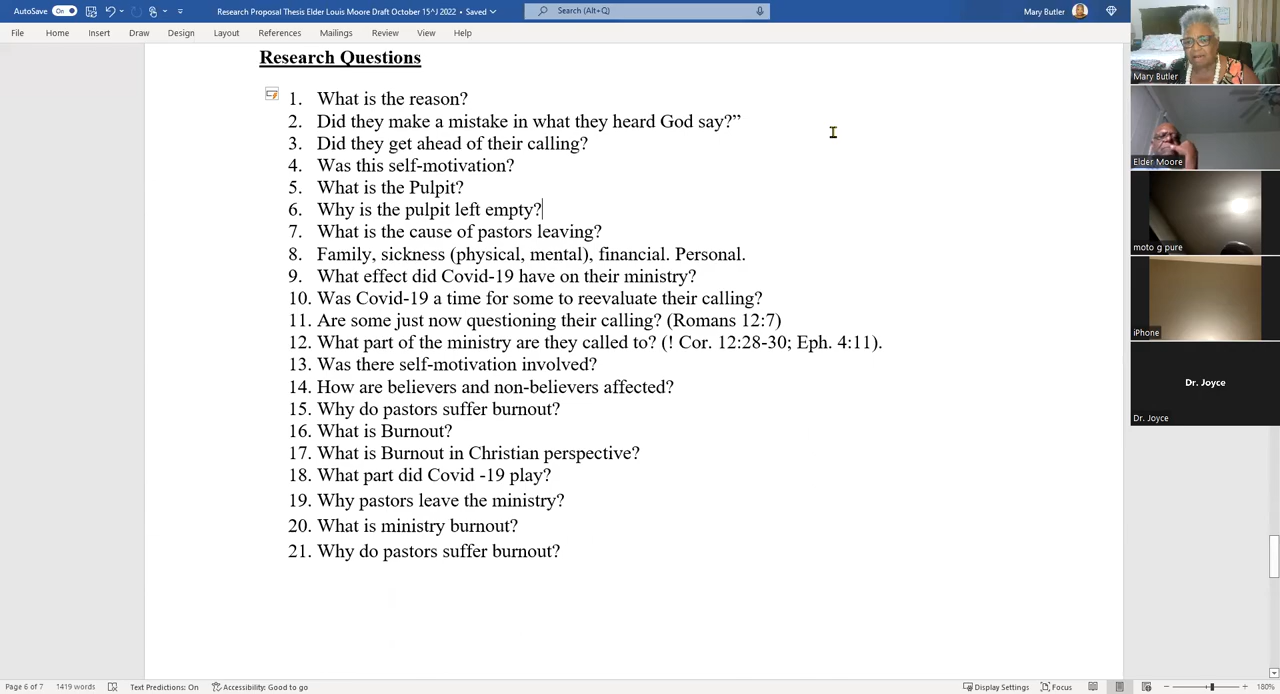 AutoSave On Research Proposal Thesis Elder Louis Moore Draft October 15^J 2022 • Saved Search (Alt+Q) Mary Butler
File Home Insert Draw Design Layout References Mailings Review View Help
Research Questions
1. What is the reason?
2. Did they make a mistake in what they heard God say?”
3. Did they get ahead of their calling?
4. Was this self-motivation?
5. What is the Pulpit?
6. Why is the pulpit left empty?
7. What is the cause of pastors leaving?
8. Family, sickness (physical, mental), financial. Personal.
9. What effect did Covid-19 have on their ministry?
10. Was Covid-19 a time for some to reevaluate their calling?
11. Are some just now questioning their calling? (Romans 12:7)
12. What part of the ministry are they called to? (! Cor. 12:28-30; Eph. 4:11).
13. Was there self-motivation involved?
14. How are believers and non-believers affected?
15. Why do pastors suffer burnout?
16. What is Burnout?
17. What is Burnout in Christian perspective?
18. What part did Covid -19 play?
19. Why pastors leave the ministry?
20. What is ministry burnout?
21. Why do pastors suffer burnout?
Mary Butler
Elder Moore
moto g pure
iPhone
Dr. Joyce
Dr. Joyce
Page 6 of 7 1419 words Text Predictions: On Accessibility: Good to go Display Settings Focus 180%